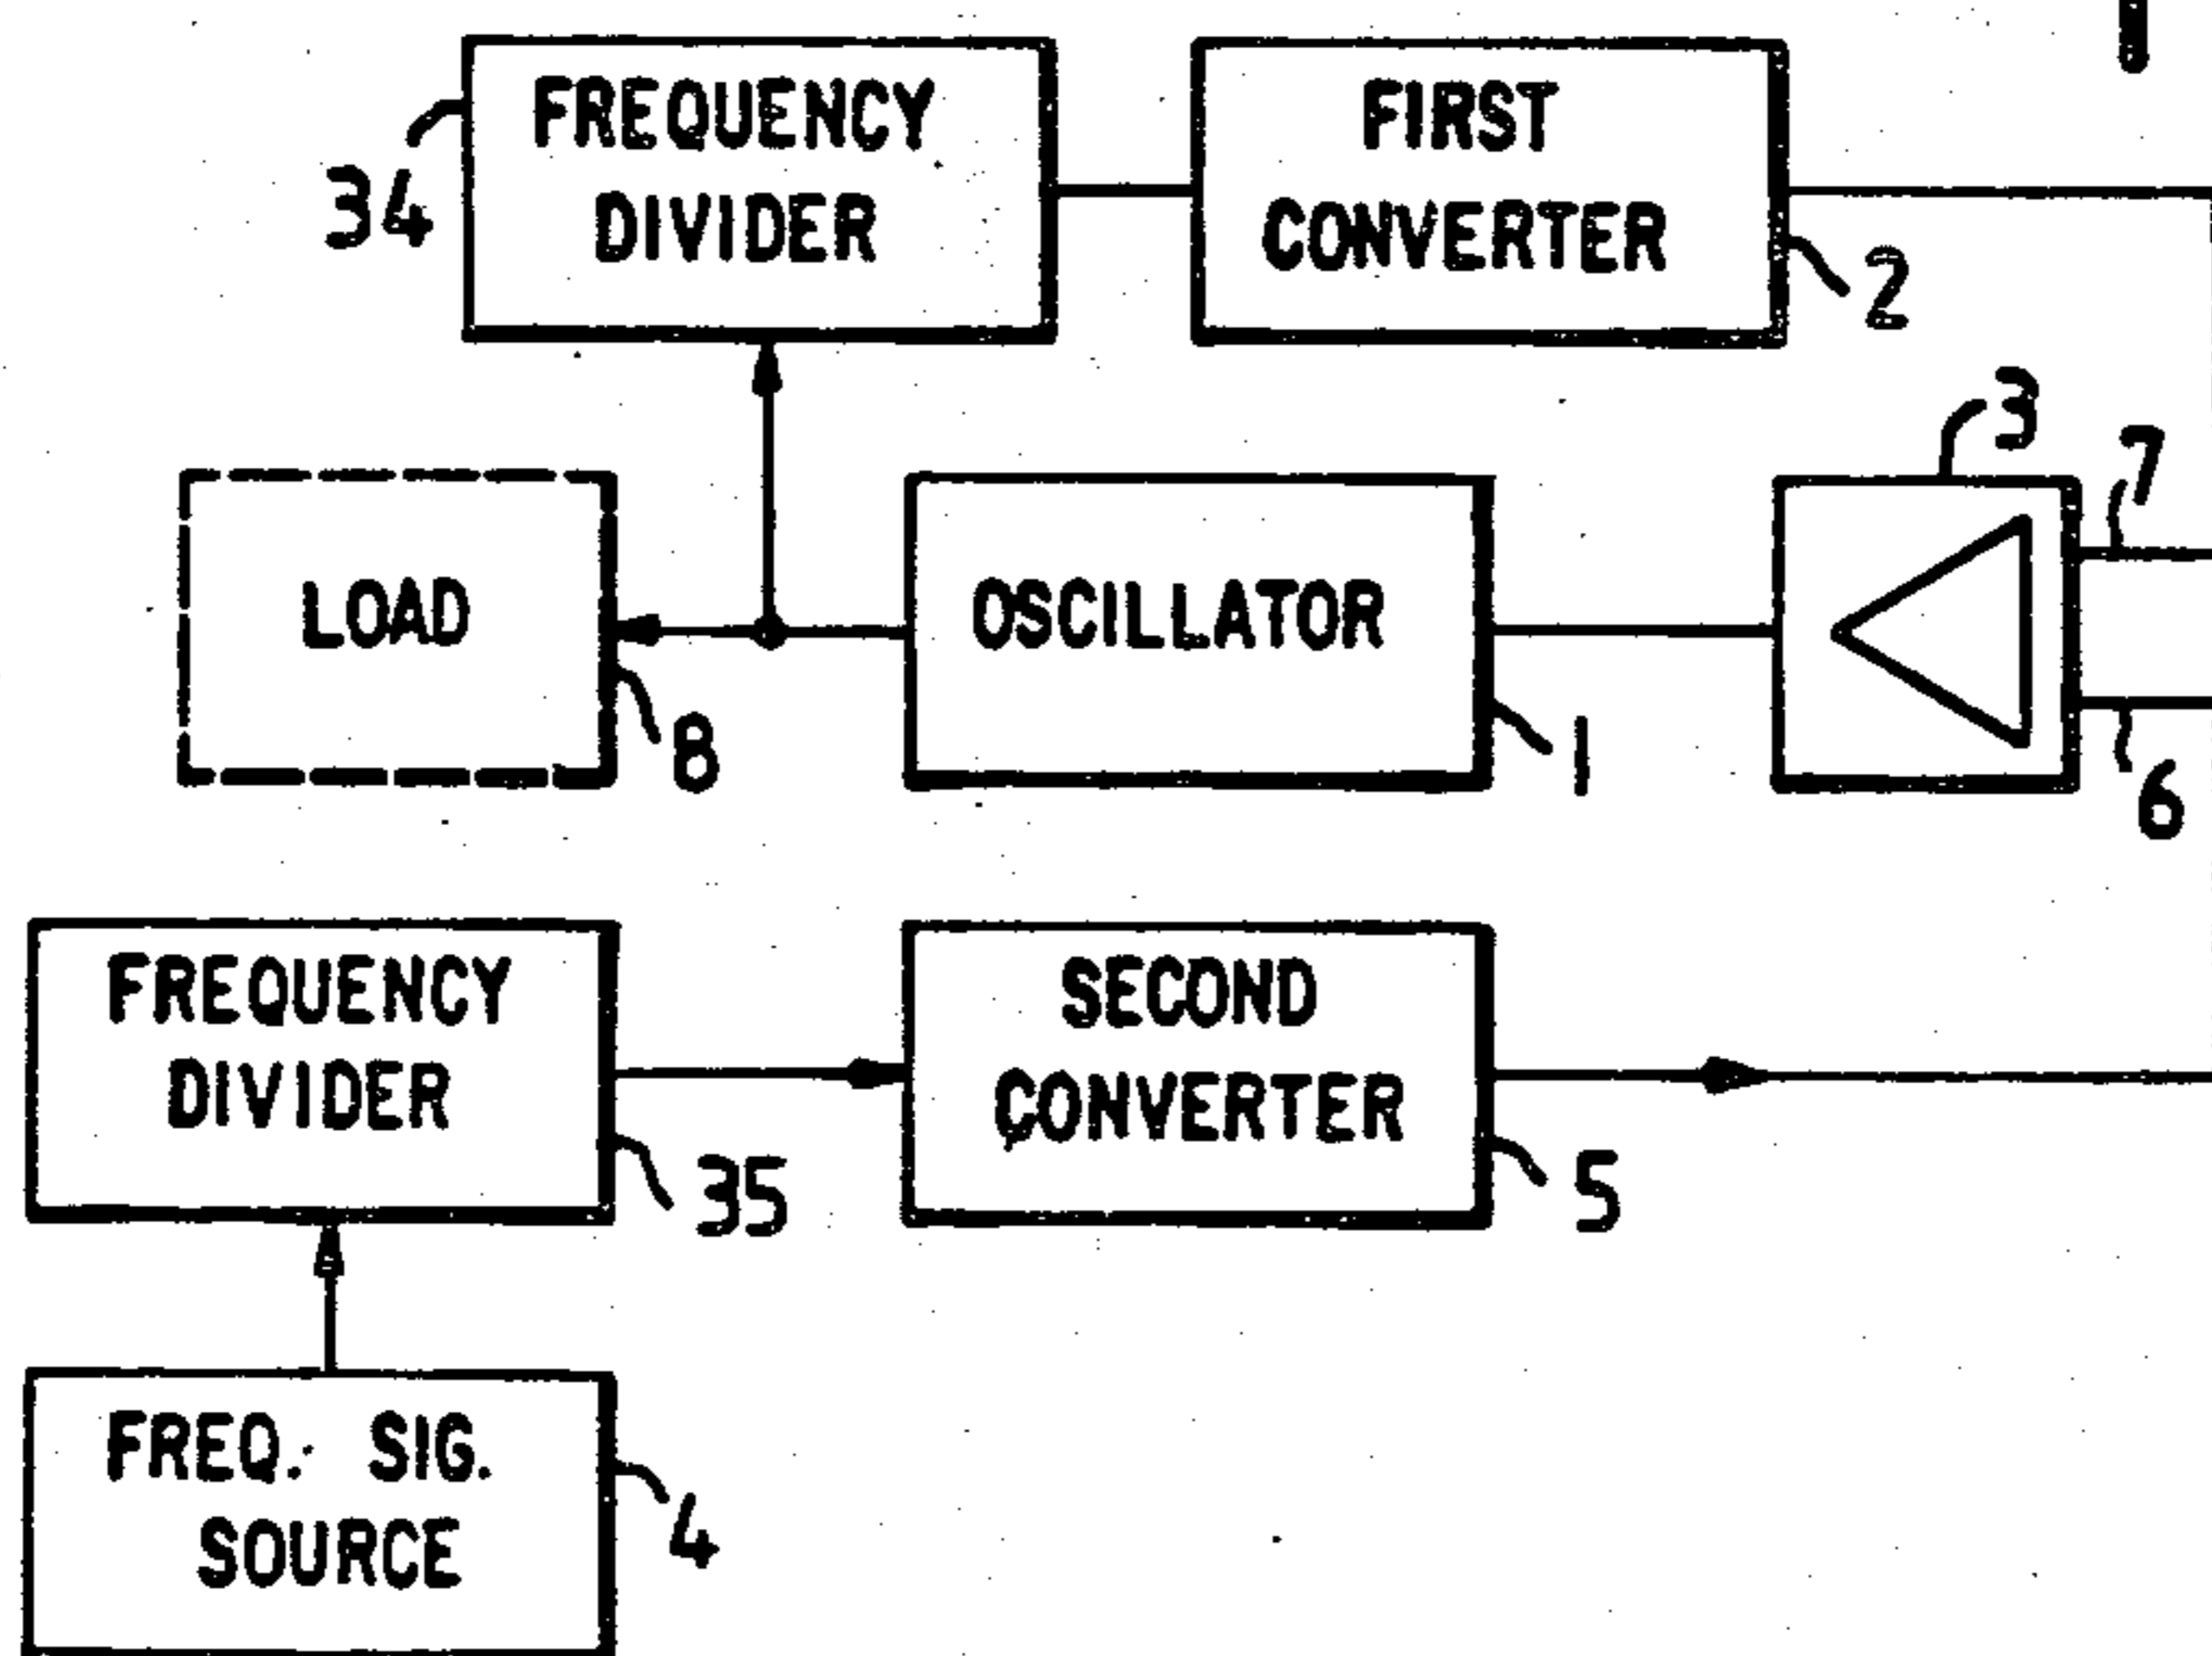 FREQUENCY
DIVIDER
34
FIRST
CONVERTER
2
3
7
LOAD
8
OSCILLATOR
1
6
FREQUENCY
DIVIDER
35
SECOND
CONVERTER
5
FREQ. SIG.
SOURCE
4